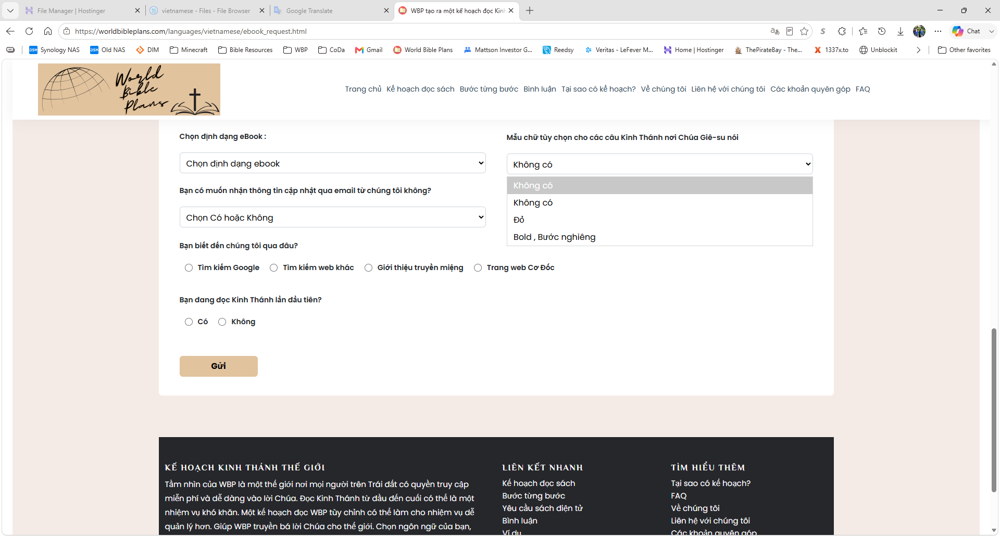 File Manager | Hostinger
vietnamese - Files - File Browser
Google Translate
WBP tạo ra một kế hoạch đọc Kinh
https://worldbibleplans.com/languages/vietnamese/ebook_request.html
Chat
Synology NAS
Old NAS
DIM
Minecraft
Bible Resources
WBP
CoDa
Gmail
World Bible Plans
Mattson Investor G...
Reedsy
Veritas - LeFever M...
Home | Hostinger
ThePirateBay - The...
1337x.to
Unblockit
Other favorites
World
Bible
Plans
Trang chủ Kế hoạch đọc sách Bước từng bước Bình luận Tại sao có kế hoạch? Về chúng tôi Liên hệ với chúng tôi Các khoản quyên góp FAQ
Chọn định dạng eBook :
Chọn định dạng ebook
Mẫu chữ tùy chọn cho các câu Kinh Thánh nơi Chúa Giê-su nói
Không có
Không có
Không có
Đỏ
Bold , Bước nghiêng
Bạn có muốn nhận thông tin cập nhật qua email từ chúng tôi không?
Chọn Có hoặc Không
Bạn biết đến chúng tôi qua đâu?
Tìm kiếm Google Tìm kiếm web khác Giới thiệu truyền miệng Trang web Cơ Đốc
Bạn đang đọc Kinh Thánh lần đầu tiên?
Có Không
Gửi
KẾ HOẠCH KINH THÁNH THẾ GIỚI
Tầm nhìn của WBP là một thế giới nơi mọi người trên Trái đất có quyền truy cập
miễn phí và dễ dàng vào lời Chúa. Đọc Kinh Thánh từ đầu đến cuối có thể là một
nhiệm vụ khó khăn. Một kế hoạch đọc WBP tùy chỉnh có thể làm cho nhiệm vụ dễ
quản lý hơn. Giúp WBP truyền bá lời Chúa cho thế giới. Chọn ngôn ngữ của bạn,
LIÊN KẾT NHANH
Kế hoạch đọc sách
Bước từng bước
Yêu cầu sách điện tử
Bình luận
Ví dụ
TÌM HIỂU THÊM
Tại sao có kế hoạch?
FAQ
Về chúng tôi
Liên hệ với chúng tôi
Các khoản quyên góp